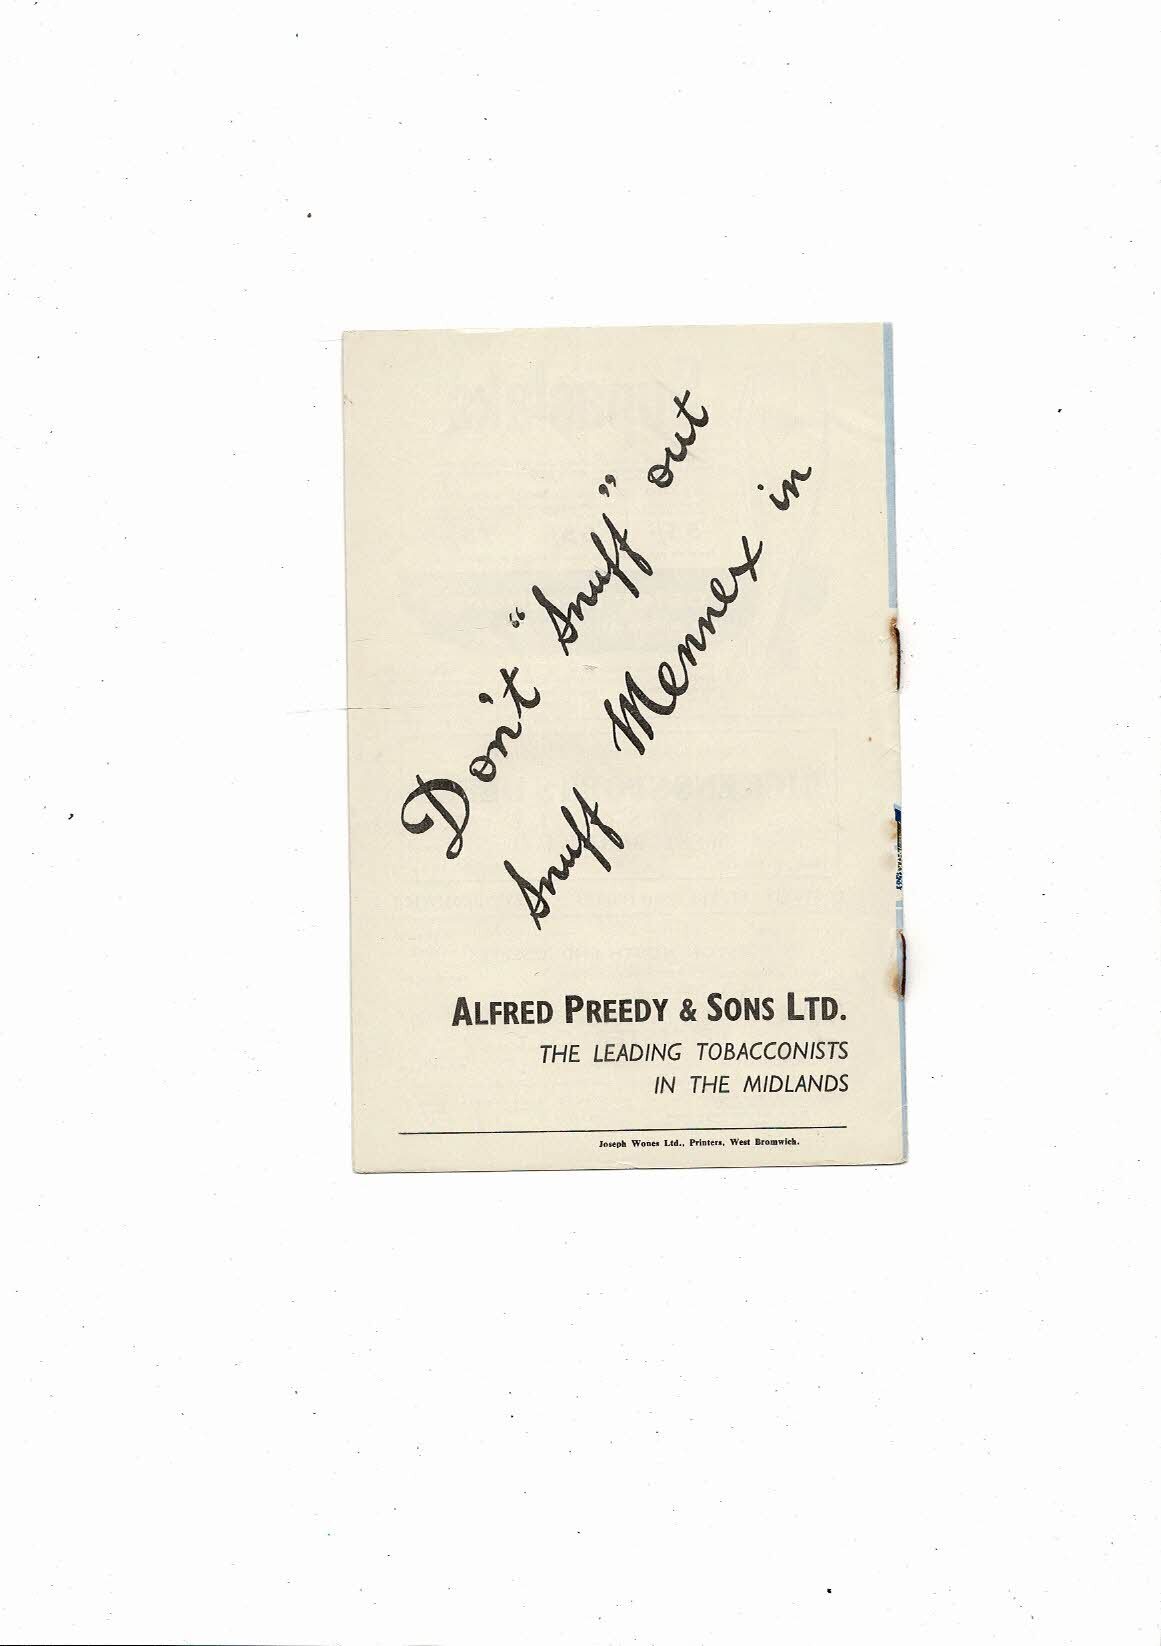 Don't "Snuff" out
Snuff Mennex in
ALFRED PREEDY & SONS LTD.
THE LEADING TOBACCONISTS
IN THE MIDLANDS
Joseph Wones Ltd., Printers, West Bromwich.